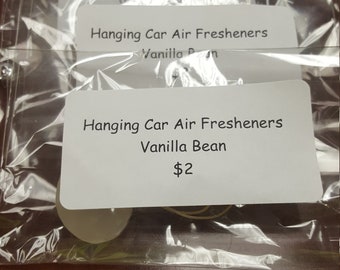 Hanging Car Air Fresheners
Vanilla Bean
Hanging Car Air Fresheners
Vanilla Bean
$2